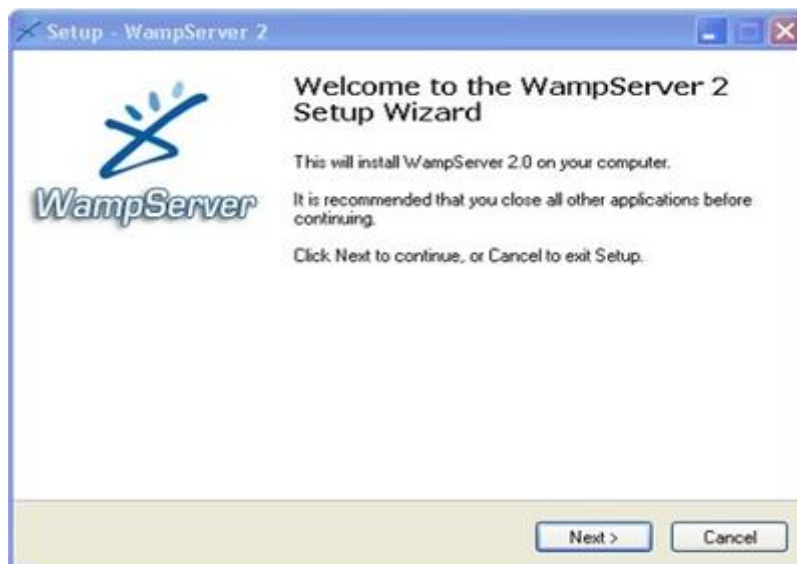 Setup - WampServer 2
Welcome to the WampServer 2
Setup Wizard
WampServer
This will install WampServer 2.0 on your computer.
It is recommended that you close all other applications before
continuing.
Click Next to continue, or Cancel to exit Setup.
Next >
Cancel